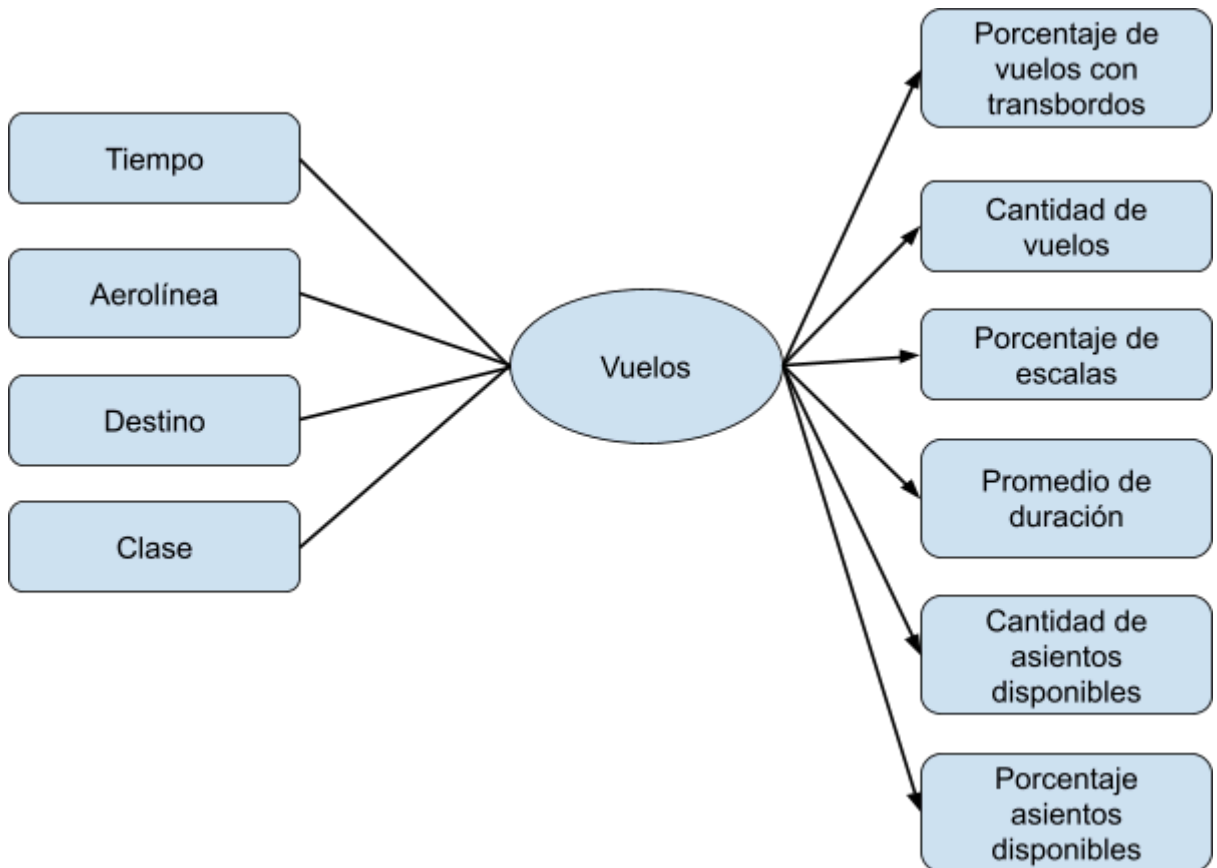 Tiempo
Aerolínea
Destino
Clase
Vuelos
Porcentaje de
vuelos con
transbordos
Cantidad de
vuelos
Porcentaje de
escalas
Promedio de
duración
Cantidad de
asientos
disponibles
Porcentaje
asientos
disponibles